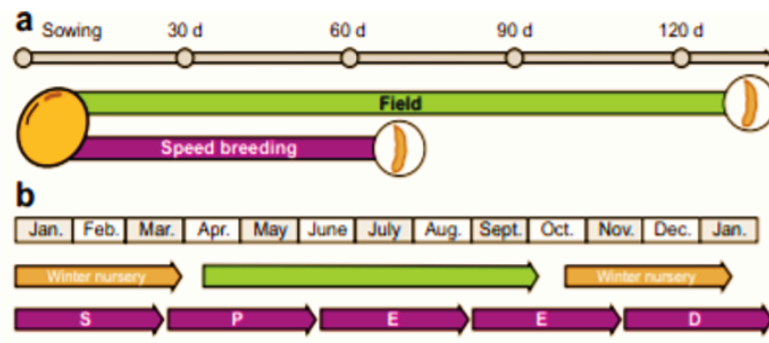 a
Sowing 30 d 60 d 90 d 120 d
Field
Speed breeding
b
Jan. Feb. Mar. Apr. May June July Aug. Sept. Oct. Nov. Dec. Jan.
Winter nursery Winter nursery
S P E E D